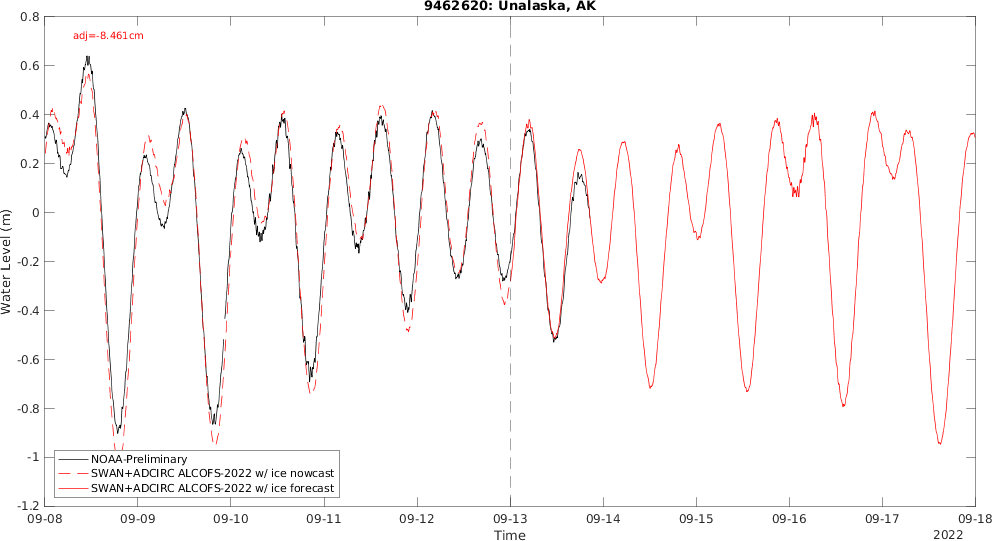 9462620: Unalaska, AK
adj=-8.461cm
Water Level (m)
0.8
0.6
0.4
0.2
0
-0.2
-0.4
-0.6
-0.8
-1
-1.2
NOAA-Preliminary
SWAN+ADCIRC ALCOFS-2022 w/ ice nowcast
SWAN+ADCIRC ALCOFS-2022 w/ ice forecast
09-08 09-09 09-10 09-11 09-12 09-13 09-14 09-15 09-16 09-17 09-18
Time
2022